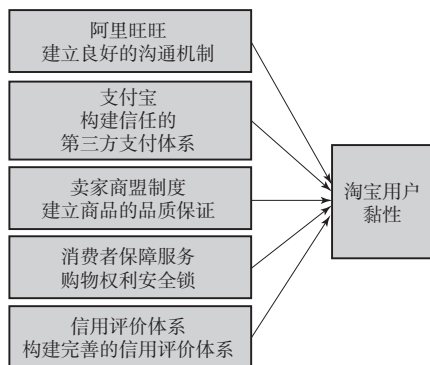 阿里旺旺
建立良好的沟通机制
支付宝
构建信任的
第三方支付体系
卖家商盟制度
建立商品的品质保证
消费者保障服务
购物权利安全锁
信用评价体系
构建完善的信用评价体系
淘宝用户
黏性